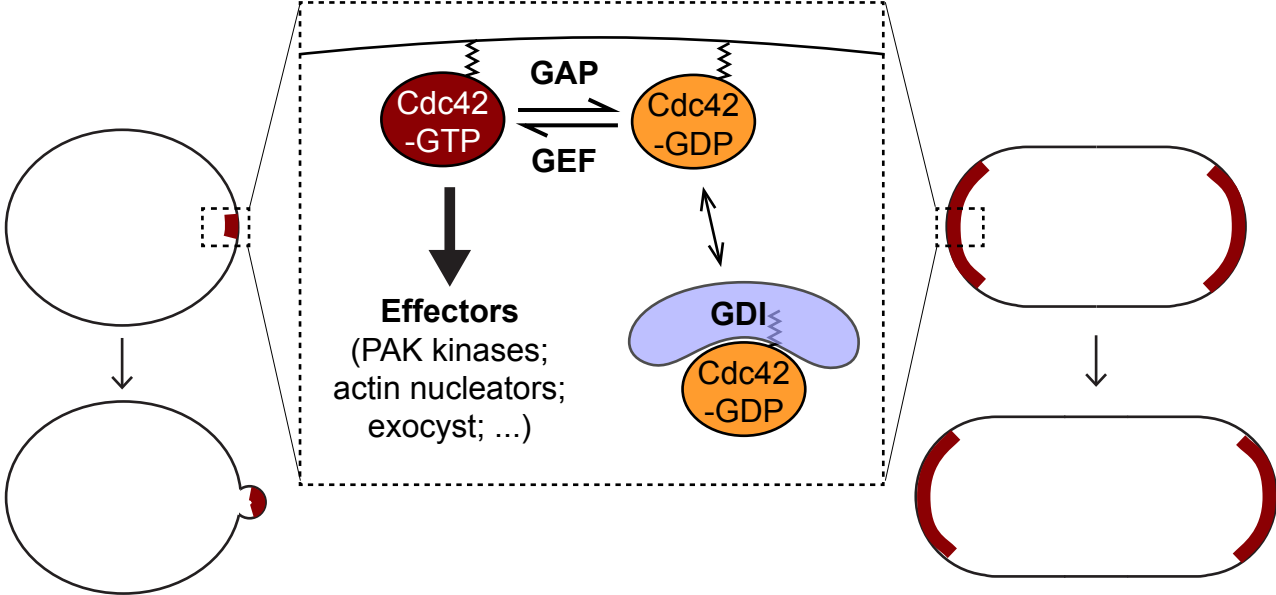 GAP
Cdc42
-GTP
Cdc42
-GDP
GEF
Effectors
(PAK kinases;
actin nucleators;
exocyst; ...)
GDI
Cdc42
-GDP